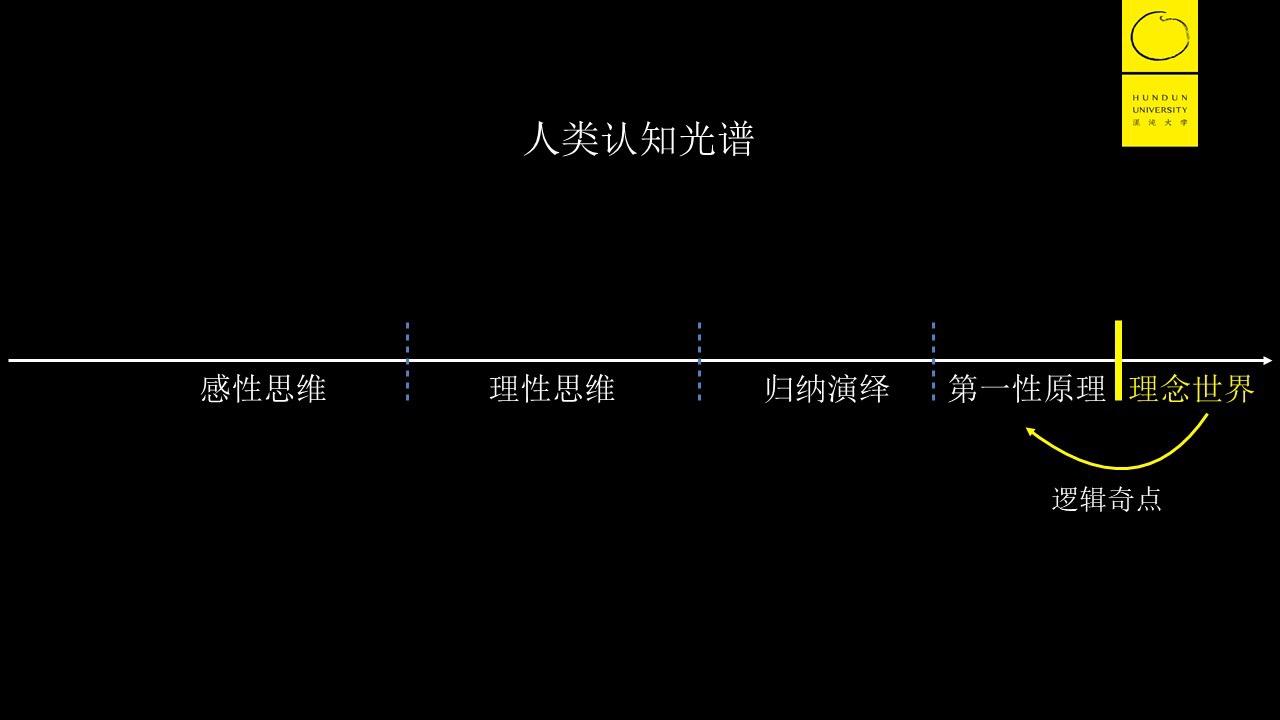 HUNDUN
UNIVERSITY
混沌大学
人类认知光谱
感性思维
理性思维
归纳演绎
第一性原理
理念世界
逻辑奇点